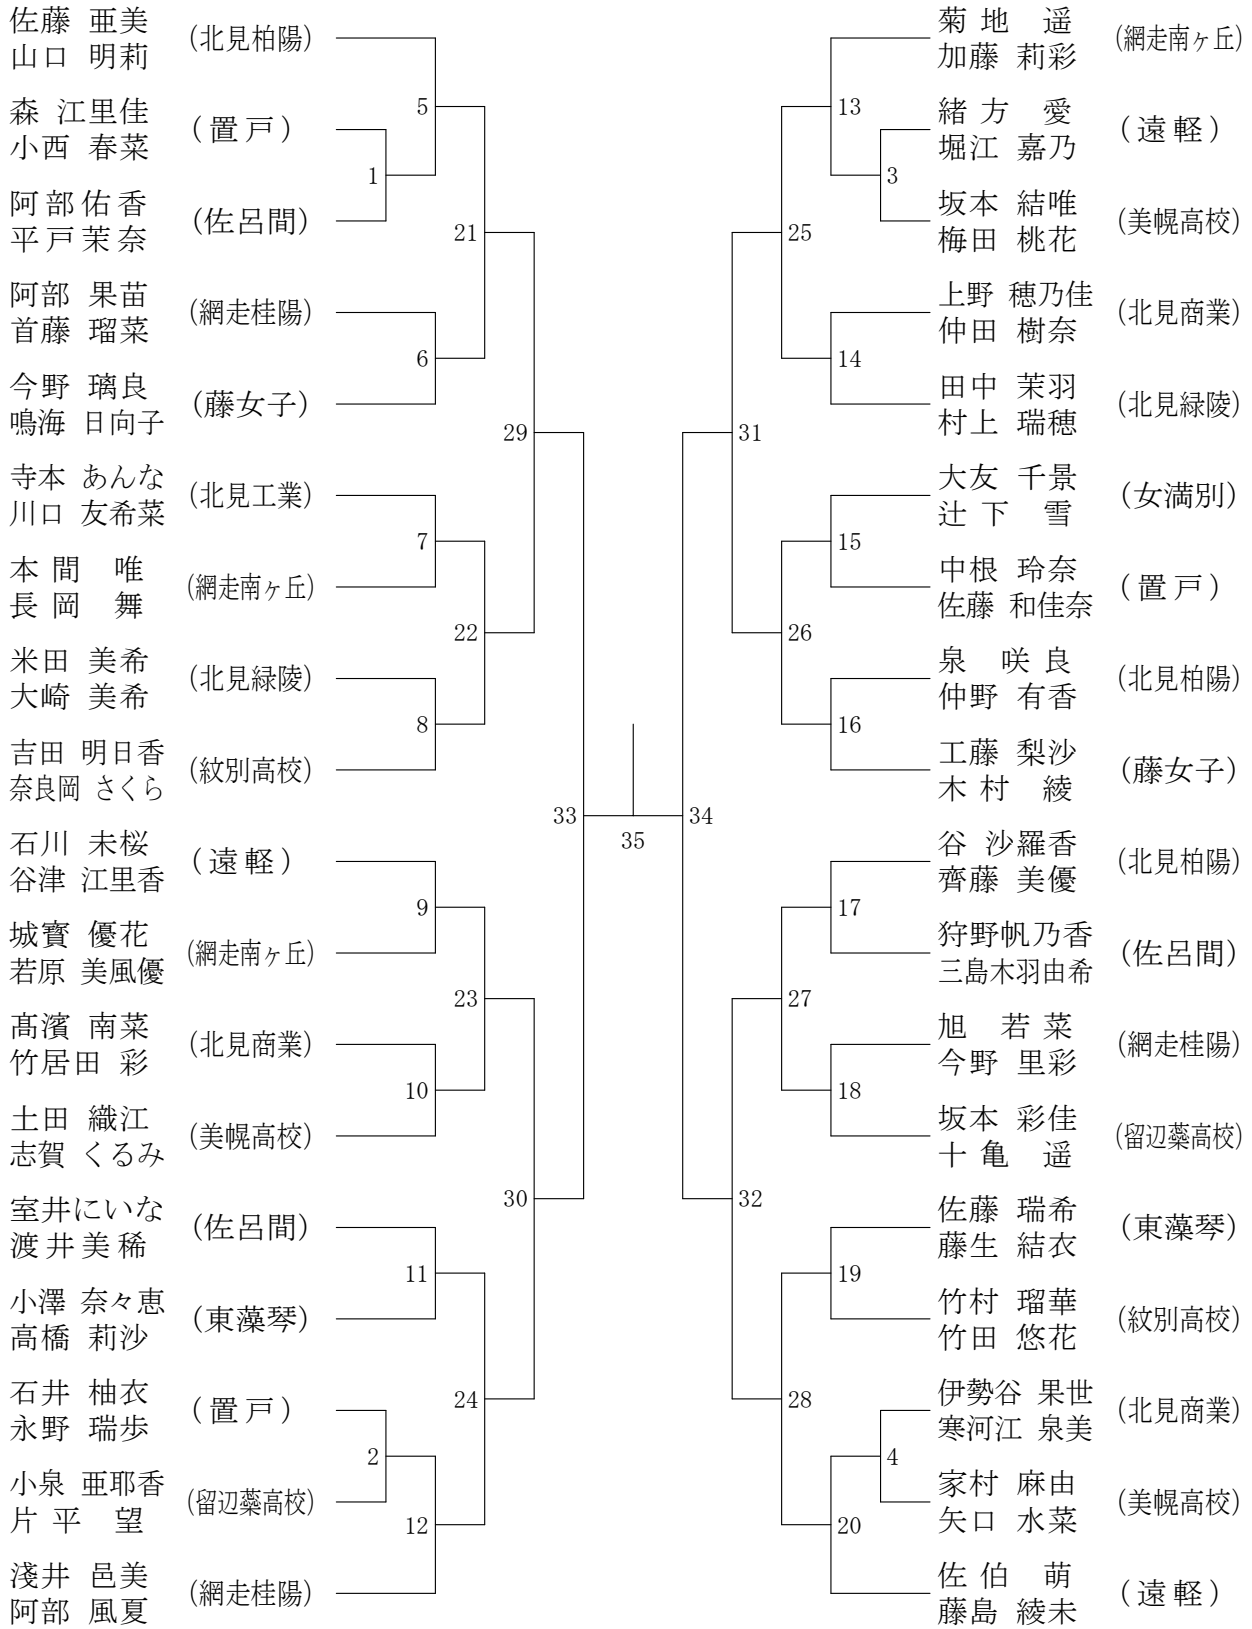 佐藤 亜美
山口 明莉
(北見柏陽)
森 江里佳
小西 春菜
(置戸)
阿部佑香
平戸茉奈
(佐呂間)
阿部 果苗
首藤 瑠菜
(網走桂陽)
今野 璃良
鳴海 日向子
(藤女子)
寺本 あんな
川口 友希菜
(北見工業)
本間 唯
長岡 舞
(網走南ヶ丘)
米田 美希
大崎 美希
(北見緑陵)
吉田 明日香
奈良岡 さくら
(紋別高校)
石川 未桜
谷津 江里香
(遠軽)
城寳 優花
若原 美風優
(網走南ヶ丘)
髙濱 南菜
竹居田 彩
(北見商業)
土田 織江
志賀 くるみ
(美幌高校)
室井にいな
渡井美稀
(佐呂間)
小澤 奈々恵
高橋 莉沙
(東藻琴)
石井 柚衣
永野 瑞歩
(置戸)
小泉 亜耶香
片平 望
(留辺蘂高校)
淺井 邑美
阿部 風夏
(網走桂陽)
5
1
21
6
29
7
22
8
33
9
23
10
30
11
24
2
12
35
菊地 遥
加藤 莉彩
(網走南ヶ丘)
緒方 愛
堀江 嘉乃
(遠軽)
坂本 結唯
梅田 桃花
(美幌高校)
上野 穂乃佳
仲田 樹奈
(北見商業)
田中 茉羽
村上 瑞穂
(北見緑陵)
大友 千景
辻下 雪
(女満別)
中根 玲奈
佐藤 和佳奈
(置戸)
泉 咲良
仲野 有香
(北見柏陽)
工藤 梨沙
木村 綾
(藤女子)
谷 沙羅香
齊藤 美優
(北見柏陽)
狩野帆乃香
三島木羽由希
(佐呂間)
旭 若菜
今野 里彩
(網走桂陽)
坂本 彩佳
十亀 遥
(留辺蘂高校)
佐藤 瑞希
藤生 結衣
(東藻琴)
竹村 瑠華
竹田 悠花
(紋別高校)
伊勢谷 果世
寒河江 泉美
(北見商業)
家村 麻由
矢口 水菜
(美幌高校)
佐伯 萌
藤島 綾未
(遠軽)
13
3
25
14
31
15
26
16
34
17
27
18
32
19
28
4
20